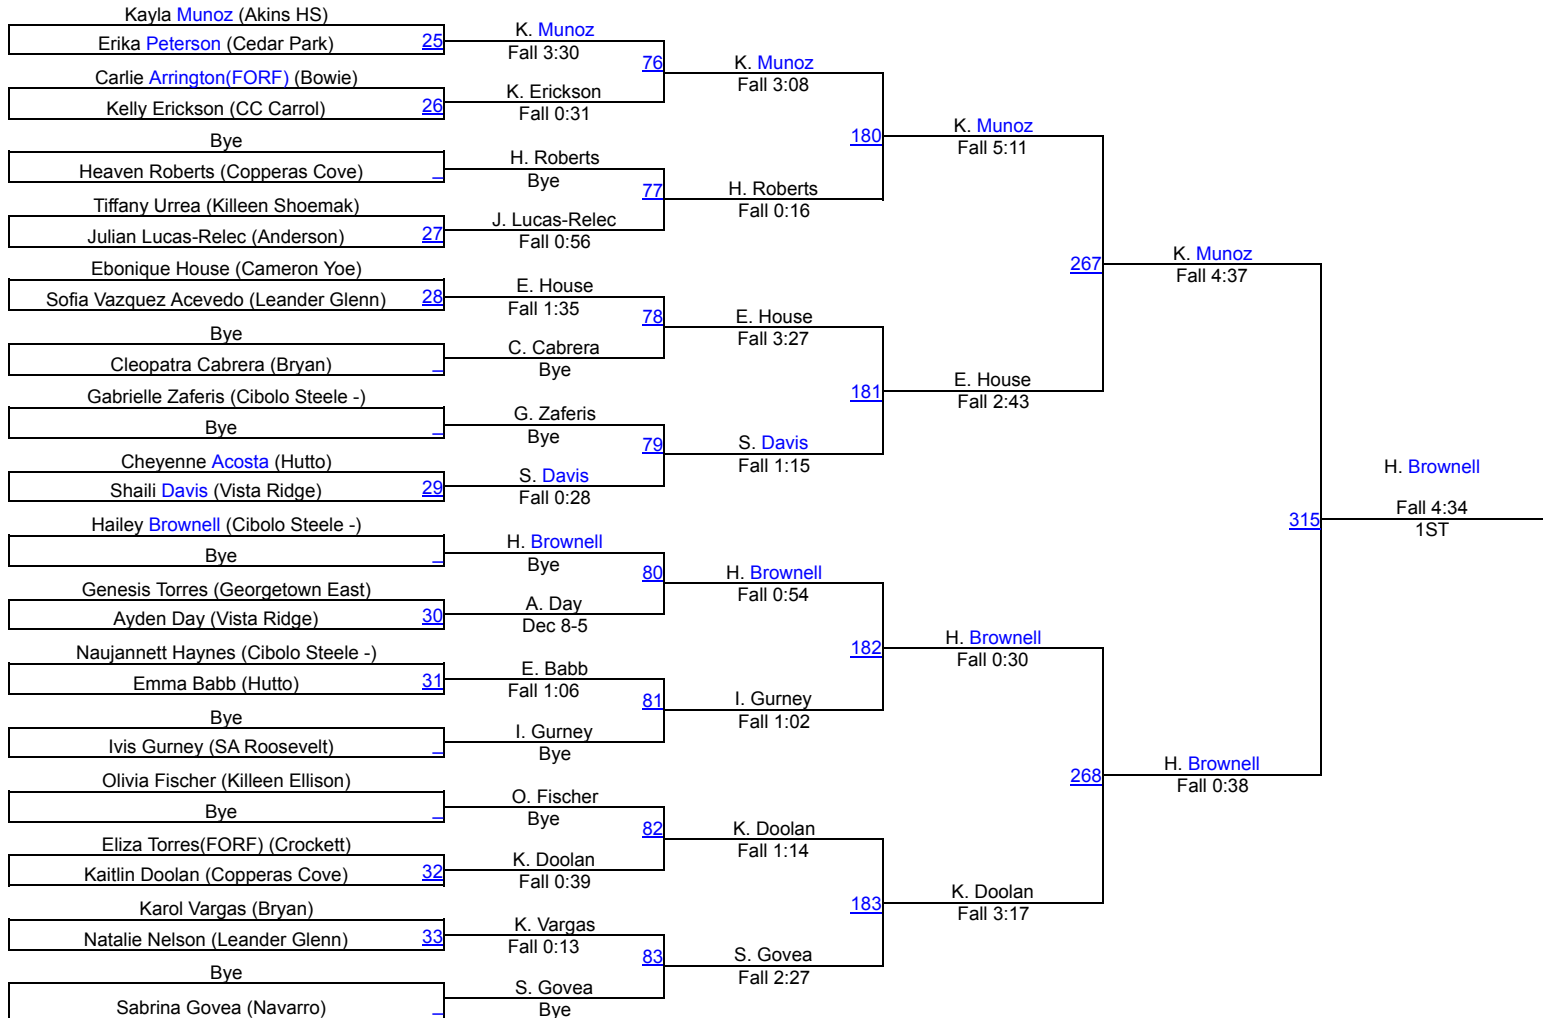 Kayla Munoz (Akins HS)
Erika Peterson (Cedar Park)
25
Carlie Arrington(FORF) (Bowie)
Kelly Erickson (CC Carrol)
26
Bye
Heaven Roberts (Copperas Cove)
Tiffany Urrea (Killeen Shoemak)
Julian Lucas-Relec (Anderson)
27
Ebonique House (Cameron Yoe)
Sofia Vazquez Acevedo (Leander Glenn)
28
Bye
Cleopatra Cabrera (Bryan)
Gabrielle Zaferis (Cibolo Steele -)
Bye
Cheyenne Acosta (Hutto)
Shaili Davis (Vista Ridge)
29
Hailey Brownell (Cibolo Steele -)
Bye
Genesis Torres (Georgetown East)
Ayden Day (Vista Ridge)
30
Naujannett Haynes (Cibolo Steele -)
Emma Babb (Hutto)
31
Bye
Ivis Gurney (SA Roosevelt)
Olivia Fischer (Killeen Ellison)
Bye
Eliza Torres(FORF) (Crockett)
Kaitlin Doolan (Copperas Cove)
32
Karol Vargas (Bryan)
Natalie Nelson (Leander Glenn)
33
Bye
Sabrina Govea (Navarro)
K. Munoz
Fall 3:30
76
K. Erickson
Fall 0:31
H. Roberts
Bye
77
J. Lucas-Relec
Fall 0:56
E. House
Fall 1:35
78
C. Cabrera
Bye
G. Zaferis
Bye
79
S. Davis
Fall 0:28
H. Brownell
Bye
80
A. Day
Dec 8-5
E. Babb
Fall 1:06
81
I. Gurney
Bye
O. Fischer
Bye
82
K. Doolan
Fall 0:39
K. Vargas
Fall 0:13
83
S. Govea
Bye
K. Munoz
Fall 3:08
180
H. Roberts
Fall 0:16
E. House
Fall 3:27
181
S. Davis
Fall 1:15
H. Brownell
Fall 0:54
182
I. Gurney
Fall 1:02
K. Doolan
Fall 1:14
183
S. Govea
Fall 2:27
K. Munoz
Fall 5:11
267
E. House
Fall 2:43
H. Brownell
Fall 0:30
268
K. Doolan
Fall 3:17
K. Munoz
Fall 4:37
315
H. Brownell
Fall 0:38
H. Brownell
Fall 4:34
1ST